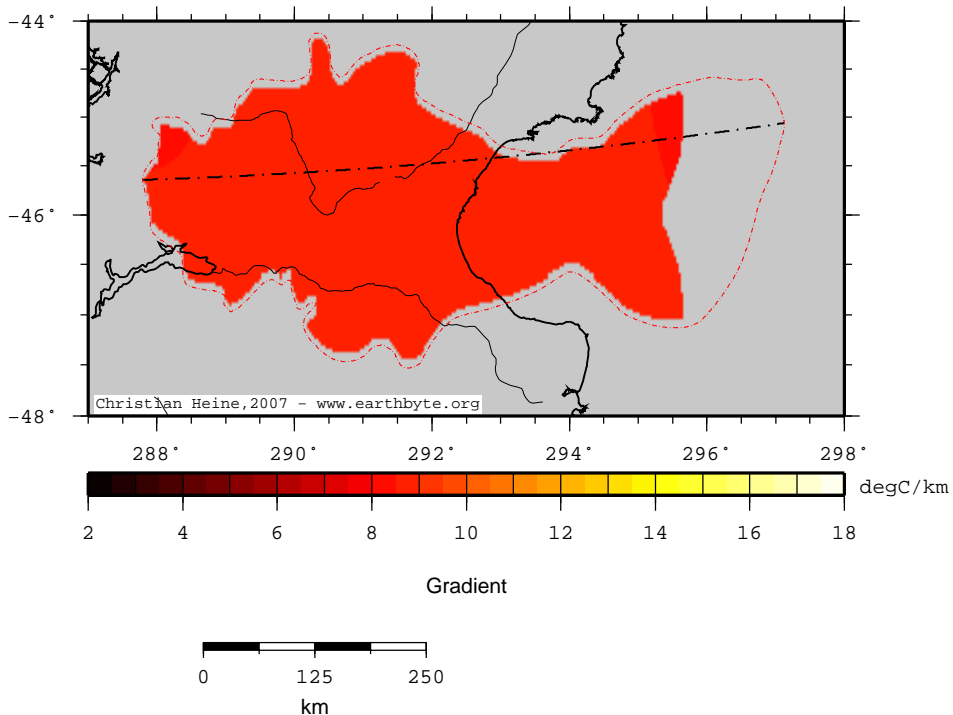 -44°
-46°
-48°
Christian Heine,2007 - www.earthbyte.org
288° 290° 292° 294° 296° 298°
degC/km
2 4 6 8 10 12 14 16 18
Gradient
0 125 250
km